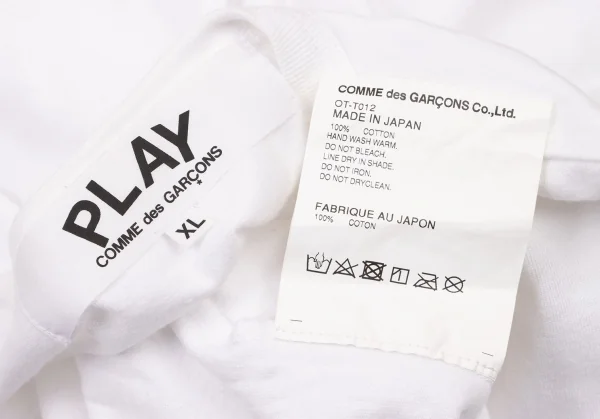 PLAY
COMME des GARÇONS
*
XL
COMME des GARÇONS Co.,Ltd.
OT-T012
MADE IN JAPAN
100% COTTON
HAND WASH WARM.
DO NOT BLEACH.
LINE DRY IN SHADE.
DO NOT IRON.
DO NOT DRYCLEAN.
FABRIQUE AU JAPON
100% COTON